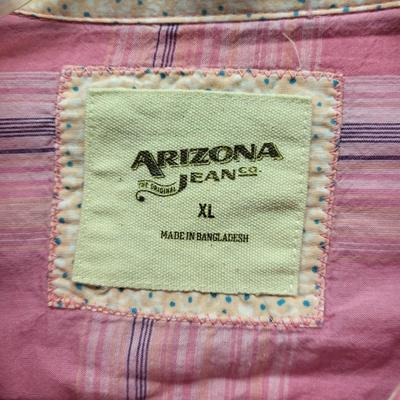 ARIZONA
THE ORIGINAL JEAN CO.
XL
MADE IN BANGLADESH